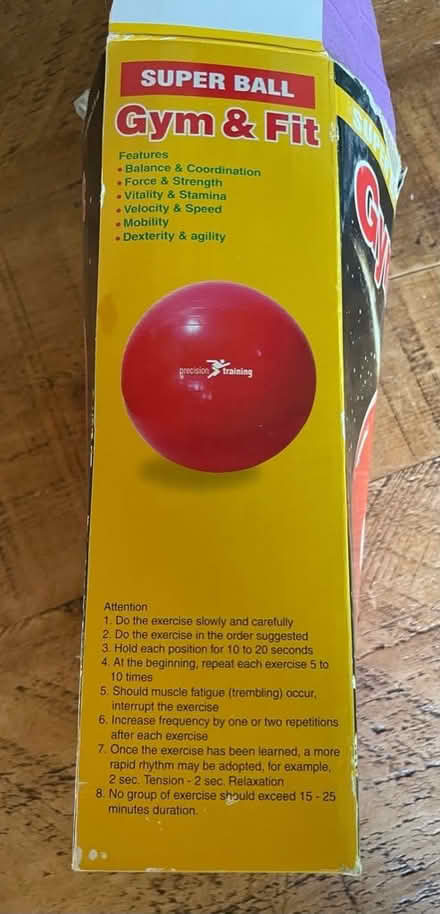 SUPER BALL
Gym & Fit
Features
• Balance & Coordination
• Force & Strength
• Vitality & Stamina
• Velocity & Speed
• Mobility
• Dexterity & agility
precision training
Attention
1. Do the exercise slowly and carefully
2. Do the exercise in the order suggested
3. Hold each position for 10 to 20 seconds
4. At the beginning, repeat each exercise 5 to
10 times
5. Should muscle fatigue (trembling) occur,
interrupt the exercise
6. Increase frequency by one or two repetitions
after each exercise
7. Once the exercise has been learned, a more
rapid rhythm may be adopted, for example,
2 sec. Tension - 2 sec. Relaxation
8. No group of exercise should exceed 15 - 25
minutes duration.